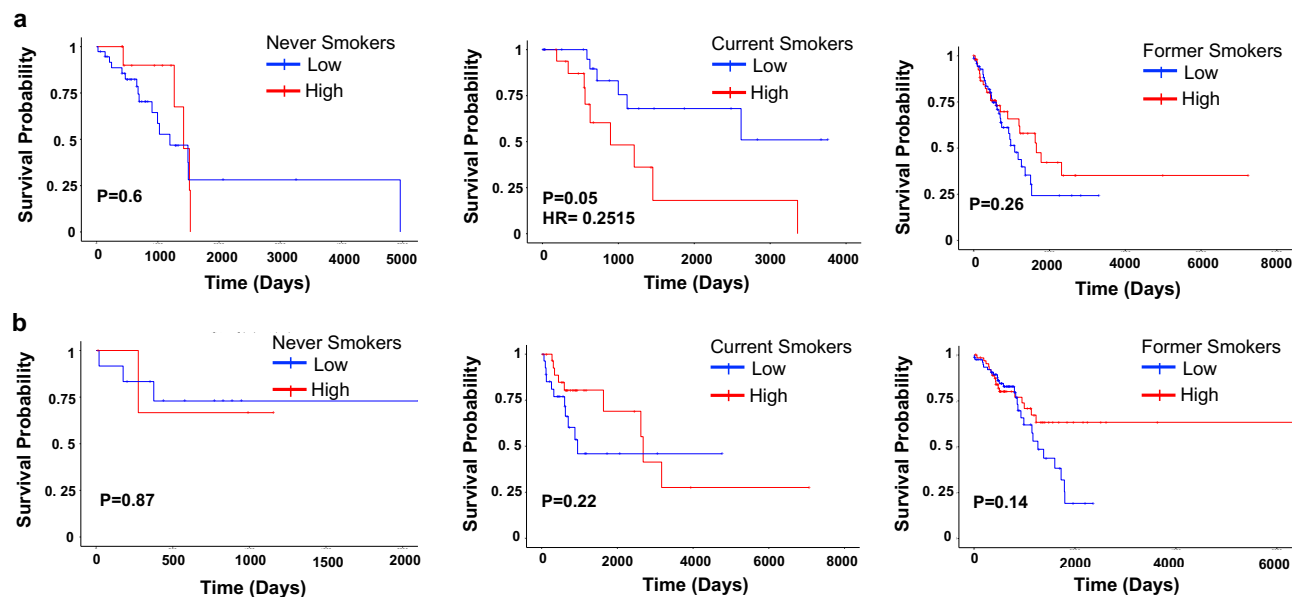 a
Never Smokers
Low
High
Survival Probability
1
0.75
0.5
0.25
0
P=0.6
0 1000 2000 3000 4000 5000
Time (Days)
Current Smokers
Low
High
Survival Probability
1
0.75
0.5
0. 25
0
P=0.05
HR= 0.2515
0 1000 2000 3000 4000
Time (Days)
Former Smokers
Low
High
Survival Probability
1
0.75
0.5
0.25
0
P=0.26
0 2000 4000 6000 8000
Time (Days)
b
Never Smokers
Low
High
Survival Probability
1
0.75
0.5
0. 25
0
P=0.87
0 500 1000 1500 2000
Time (Days)
Current Smokers
Low
High
Survival Probability
1
0.75
0.5
0. 25
0
P=0.22
0 2000 4000 6000 8000
Time (Days)
Former Smokers
Low
High
Survival Probability
1
0.75
0.5
0. 25
0
P=0.14
0 2000 4000 6000
Time (Days)